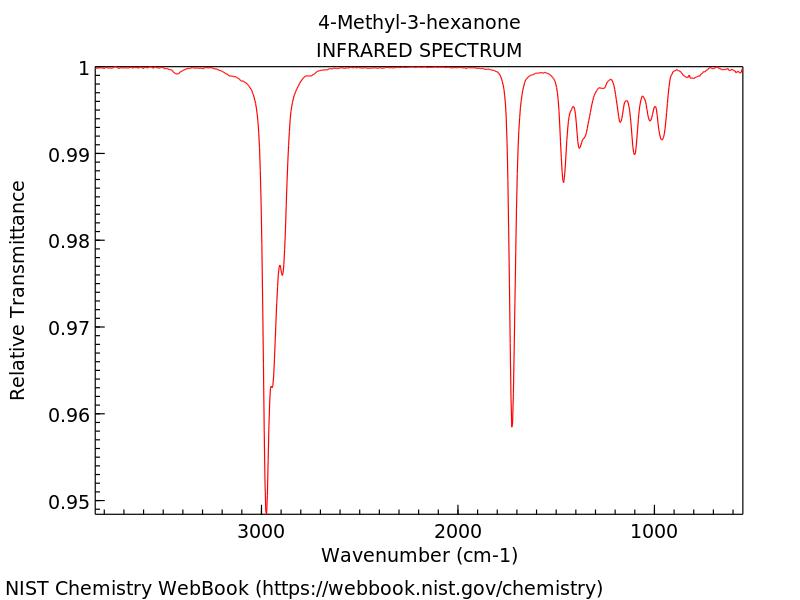 4-Methyl-3-hexanone
INFRARED SPECTRUM
1
0.99
0.98
0.97
0.96
0.95
Relative Transmittance
3000 2000 1000
Wavenumber (cm-1)
NIST Chemistry WebBook (https://webbook.nist.gov/chemistry)